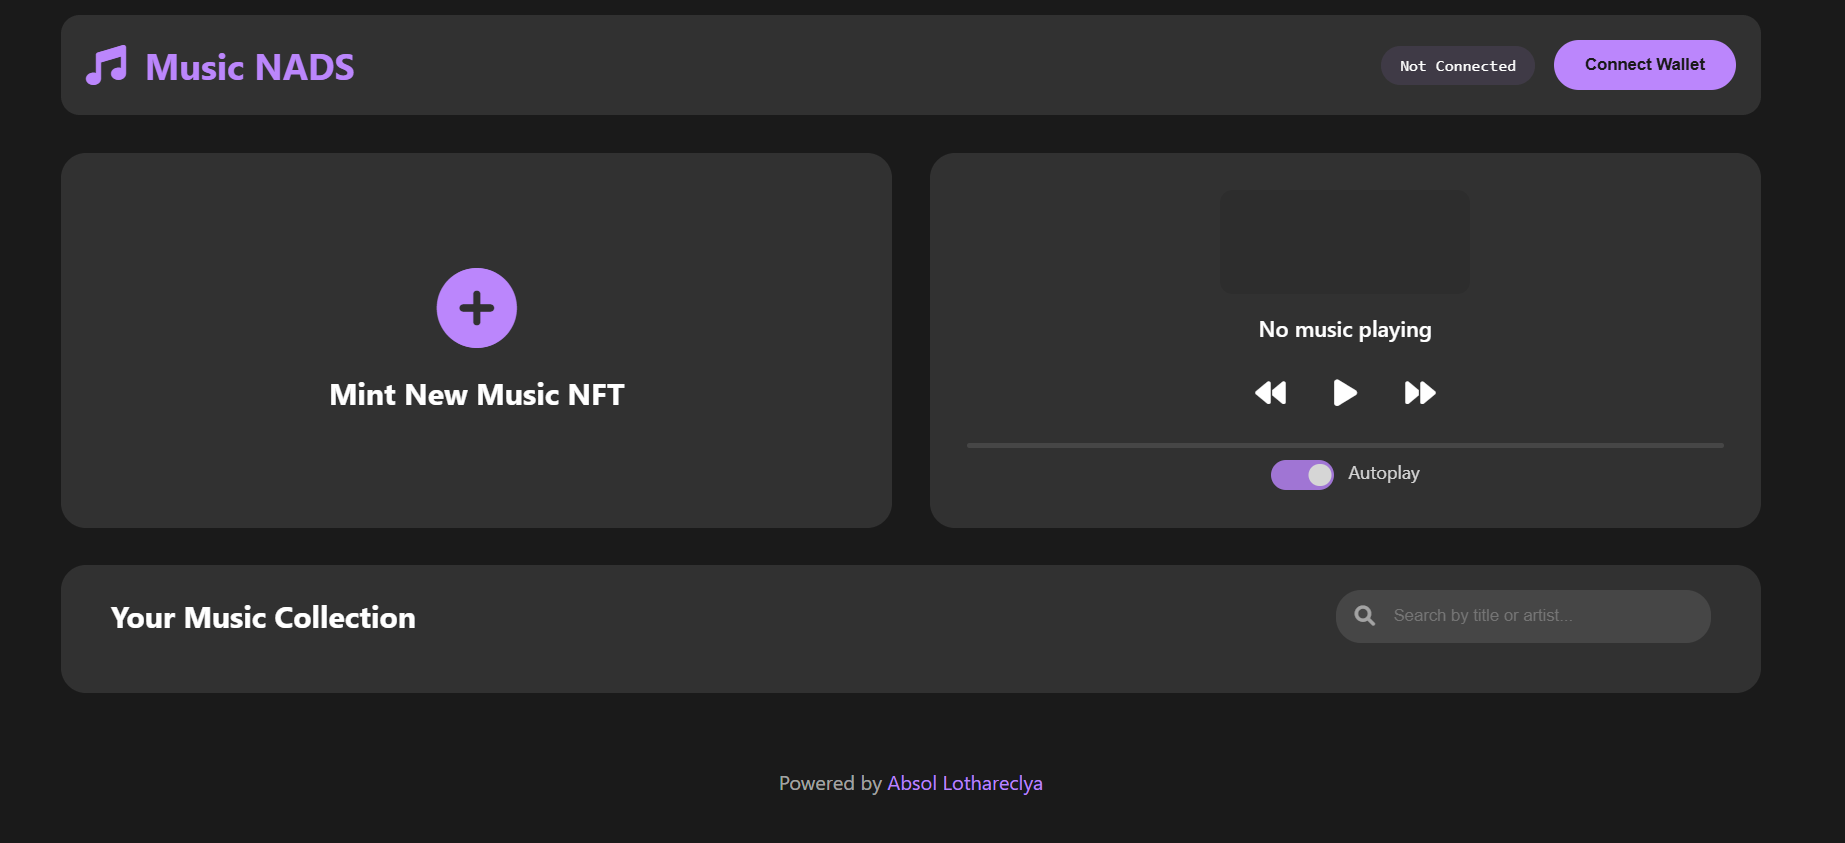 Music NADS
Not Connected
Connect Wallet
Mint New Music NFT
No music playing
Autoplay
Your Music Collection
Search by title or artist...
Powered by Absol Lothareclya